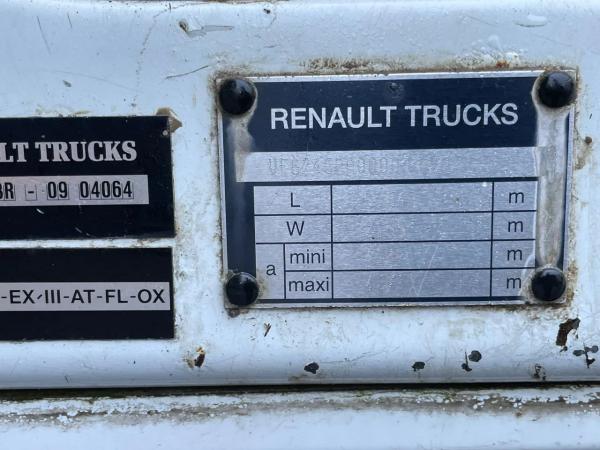 LT TRUCKS
BR - 09 04064
-EX-III-AT-FL-OX
RENAULT TRUCKS
L m
W m
a mini m
maxi m